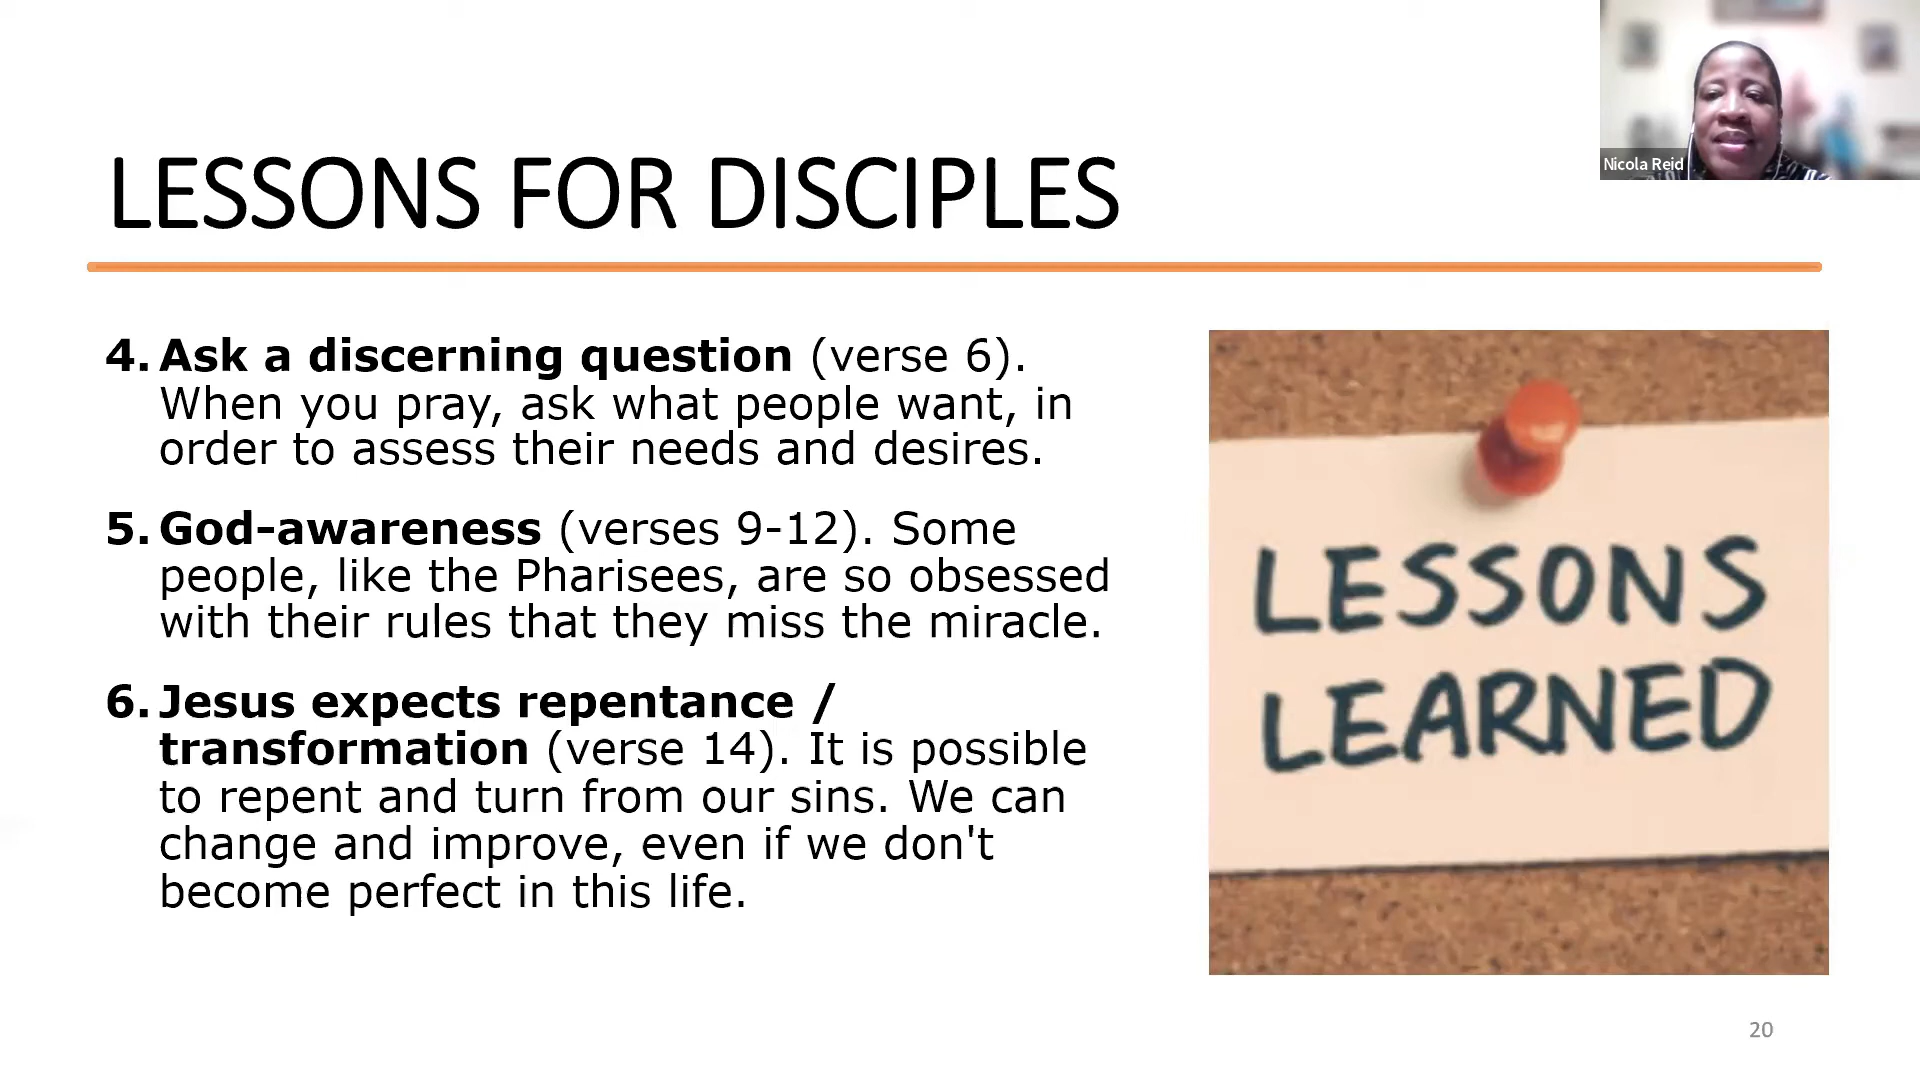 Nicola Reid
LESSONS FOR DISCIPLES
4. Ask a discerning question (verse 6).
When you pray, ask what people want, in
order to assess their needs and desires.
5. God-awareness (verses 9-12). Some
people, like the Pharisees, are so obsessed
with their rules that they miss the miracle.
6. Jesus expects repentance /
transformation (verse 14). It is possible
to repent and turn from our sins. We can
change and improve, even if we don't
become perfect in this life.
LESSONS
LEARNED
20